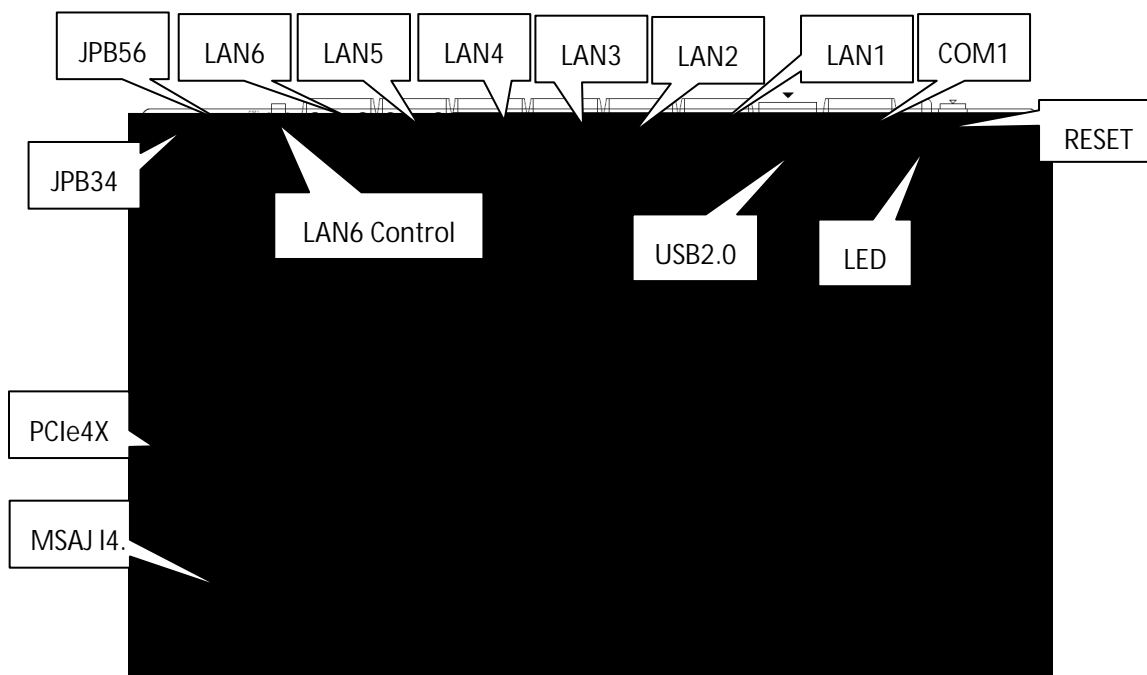 JPB56
LAN6
LAN5
LAN4
LAN3
LAN2
LAN1
COM1
RESET
JPB34
LAN6 Control
USB2.0
LED
PCIe4X
MSAJ I4.